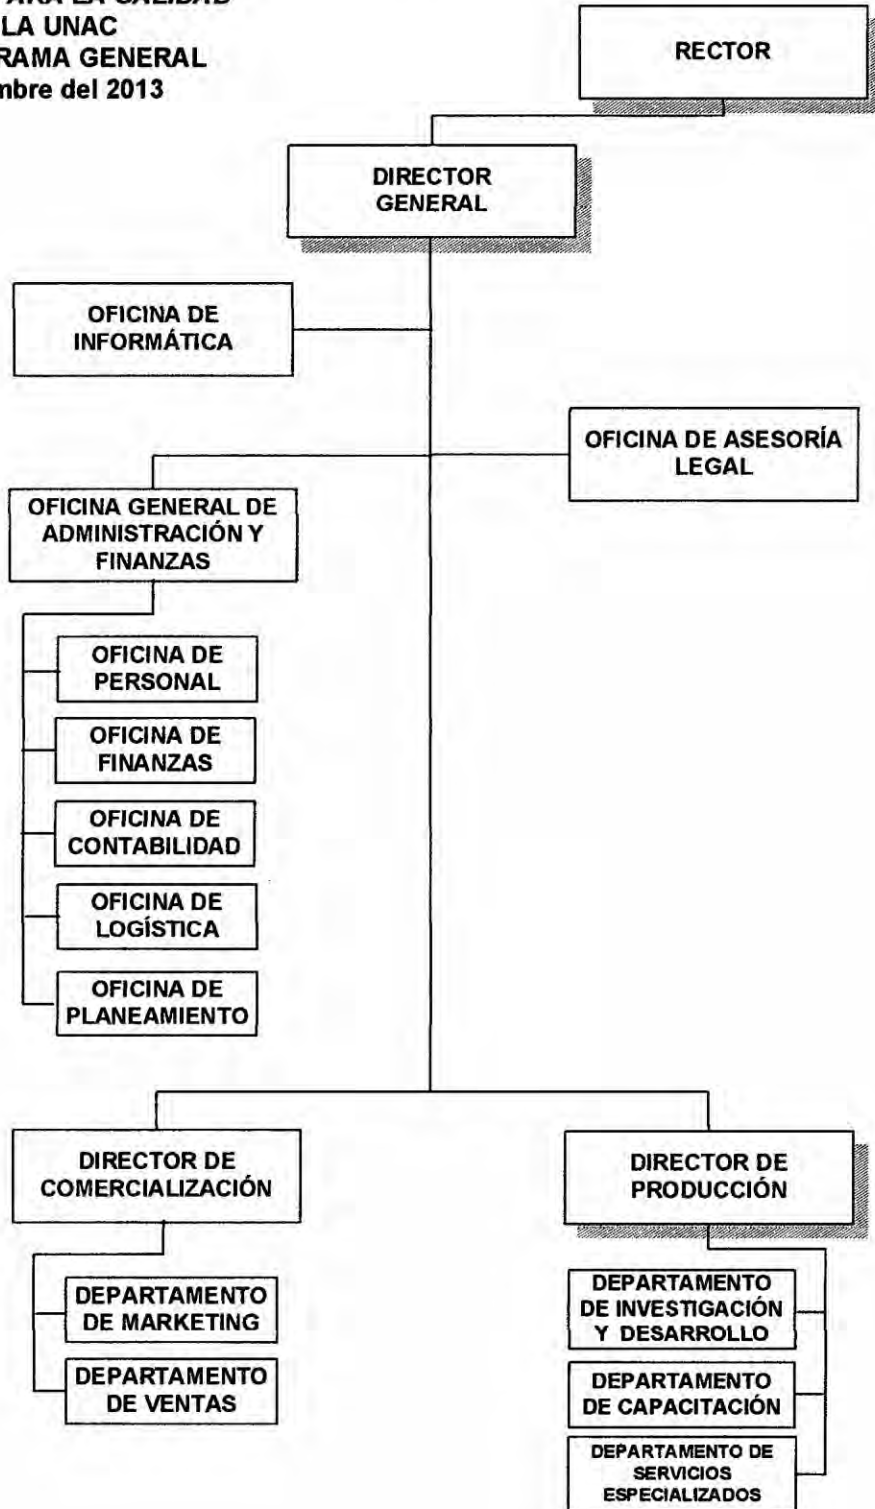 LA UNAC
GENERAL
del 2013
RECTOR
DIRECTOR
GENERAL
OFICINA DE
INFORMÁTICA
OFICINA DE ASESORÍA
LEGAL
OFICINA GENERAL DE
ADMINISTRACIÓN Y
FINANZAS
OFICINA DE
PERSONAL
OFICINA DE
FINANZAS
OFICINA DE
CONTABILIDAD
OFICINA DE
LOGÍSTICA
OFICINA DE
PLANEAMIENTO
DIRECTOR DE
COMERCIALIZACIÓN
DEPARTAMENTO
DE MARKETING
DEPARTAMENTO
DE VENTAS
DIRECTOR DE
PRODUCCIÓN
DEPARTAMENTO
DE INVESTIGACIÓN
Y DESARROLLO
DEPARTAMENTO
DE CAPACITACIÓN
DEPARTAMENTO DE
SERVICIOS
ESPECIALIZADOS